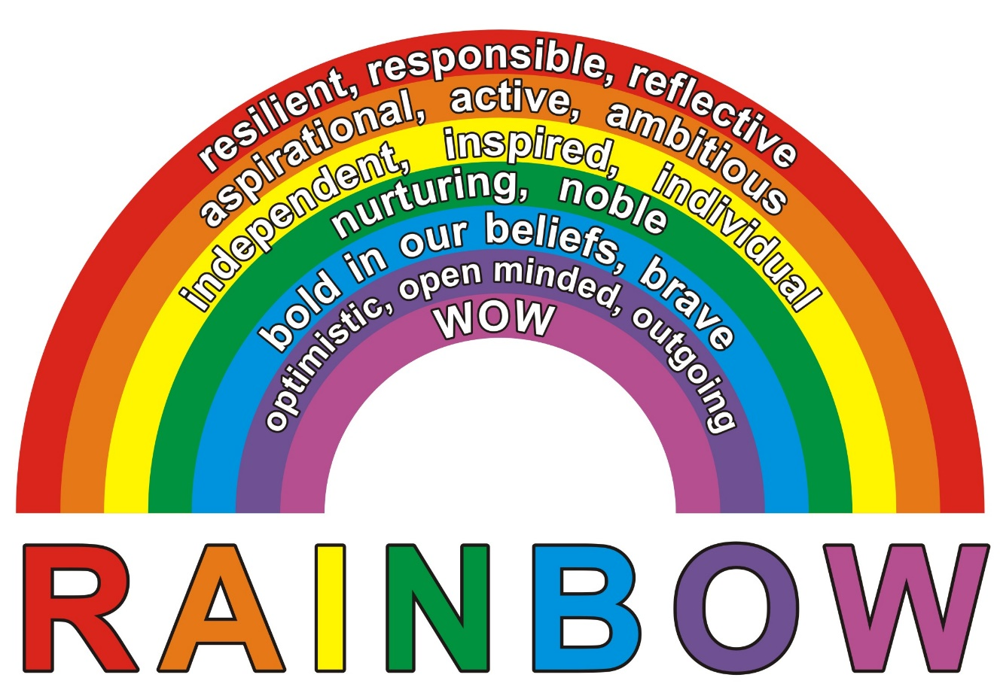 resilient, responsible, reflective
aspirational, active, ambitious
independent, inspired, individual
nurturing, noble
bold in our beliefs, brave
optimistic, open minded, outgoing
WOW
RAINBOW